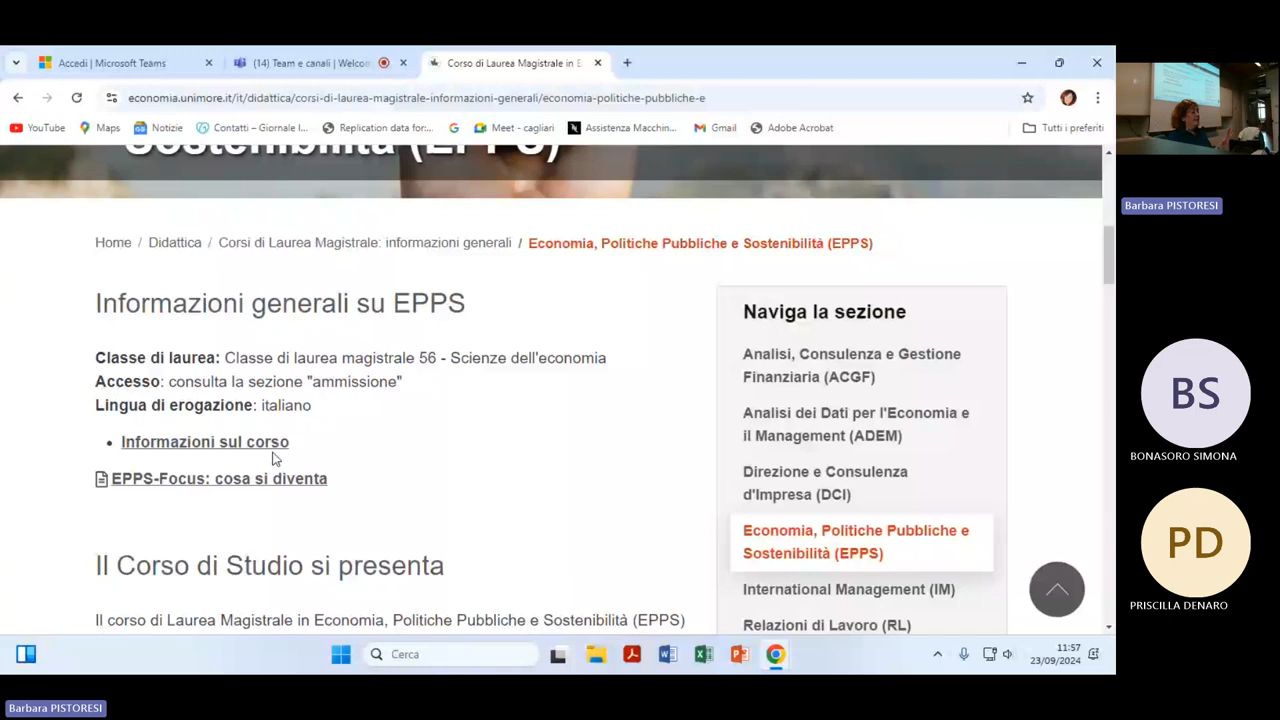 Accedi | Microsoft Teams
(14) Team e canali | Welcom
Corso di Laurea Magistrale in E
economia.unimore.it/it/didattica/corsi-di-laurea-magistrale-informazioni-generali/economia-politiche-pubbliche-e
YouTube
Maps
Notizie
Contatti – Giornale l...
Replication data for:...
Meet - cagliari
Assistenza Macchin...
Gmail
Adobe Acrobat
Tutti i preferiti
Sostenibilità (EPPS)
Barbara PISTORESI
Home / Didattica / Corsi di Laurea Magistrale: informazioni generali / Economia, Politiche Pubbliche e Sostenibilità (EPPS)
Informazioni generali su EPPS
Classe di laurea: Classe di laurea magistrale 56 - Scienze dell'economia
Accesso: consulta la sezione "ammissione"
Lingua di erogazione: italiano
• Informazioni sul corso
EPPS-Focus: cosa si diventa
Il Corso di Studio si presenta
Il corso di Laurea Magistrale in Economia, Politiche Pubbliche e Sostenibilità (EPPS)
Naviga la sezione
Analisi, Consulenza e Gestione
Finanziaria (ACGF)
Analisi dei Dati per l'Economia e
il Management (ADEM)
Direzione e Consulenza
d'Impresa (DCI)
Economia, Politiche Pubbliche e
Sostenibilità (EPPS)
International Management (IM)
Relazioni di Lavoro (RL)
BS
BONASORO SIMONA
PD
PRISCILLA DENARO
Cerca
11:57
23/09/2024
Barbara PISTORESI